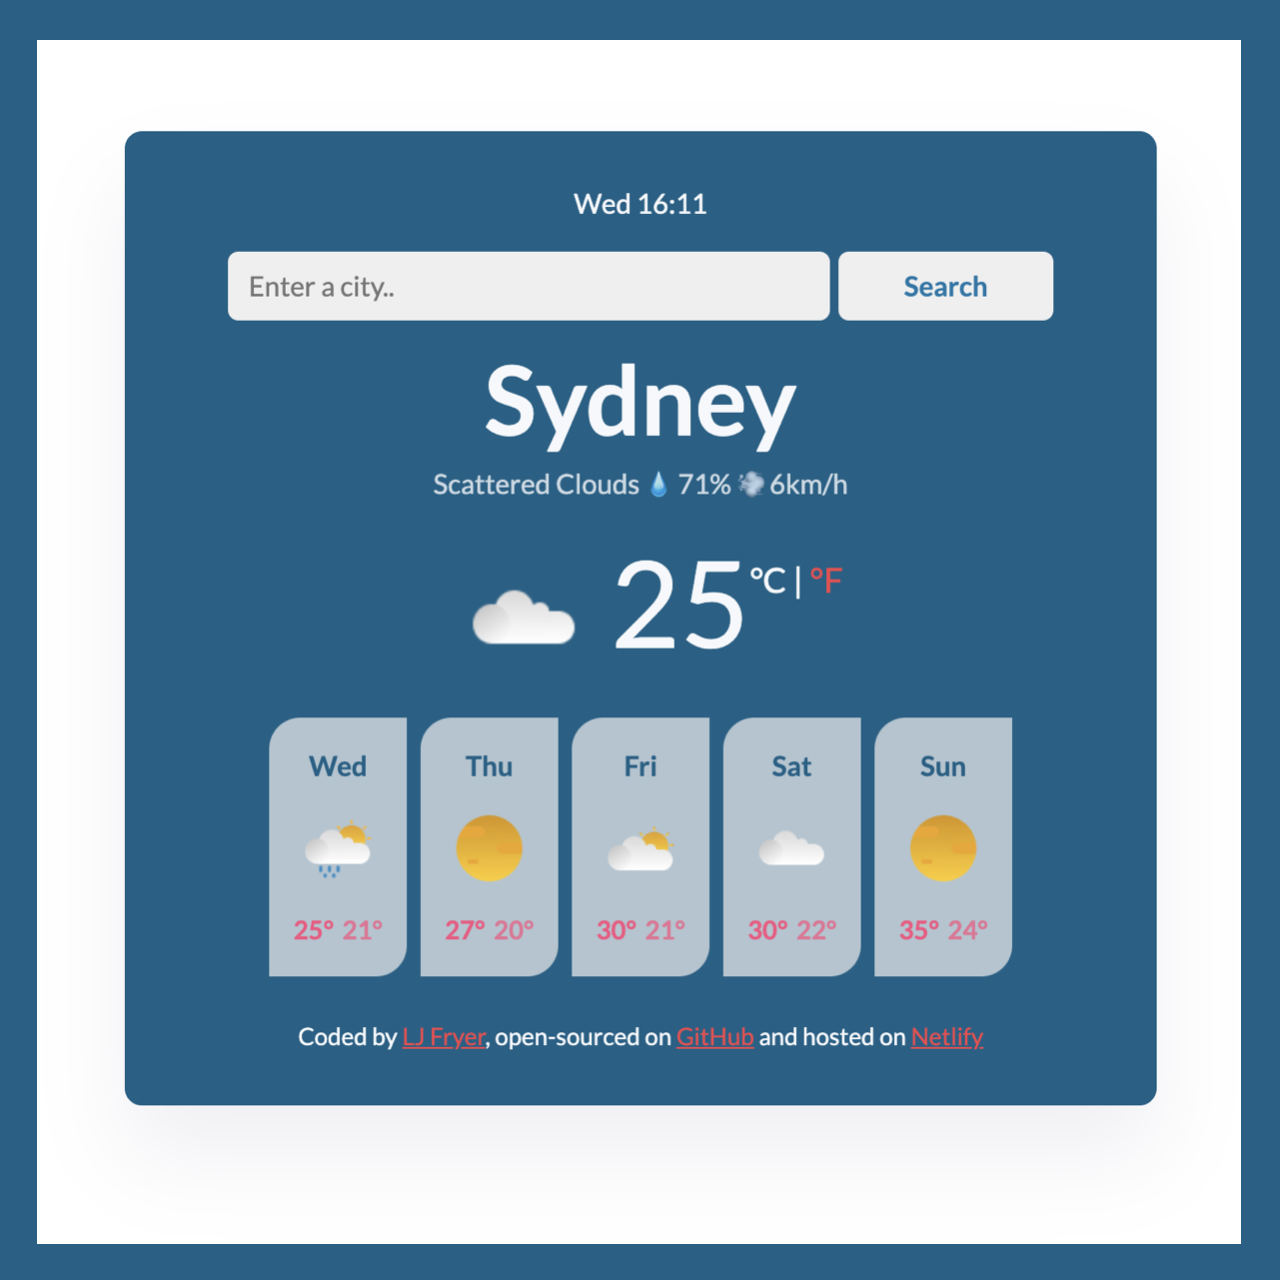 Wed 16:11
Enter a city..
Search
Sydney
Scattered Clouds 💧 71% 💨 6km/h
25 °C | °F
Wed Thu Fri Sat Sun
25° 21° 27° 20° 30° 21° 30° 22° 35° 24°
Coded by LJ Fryer, open-sourced on GitHub and hosted on Netlify